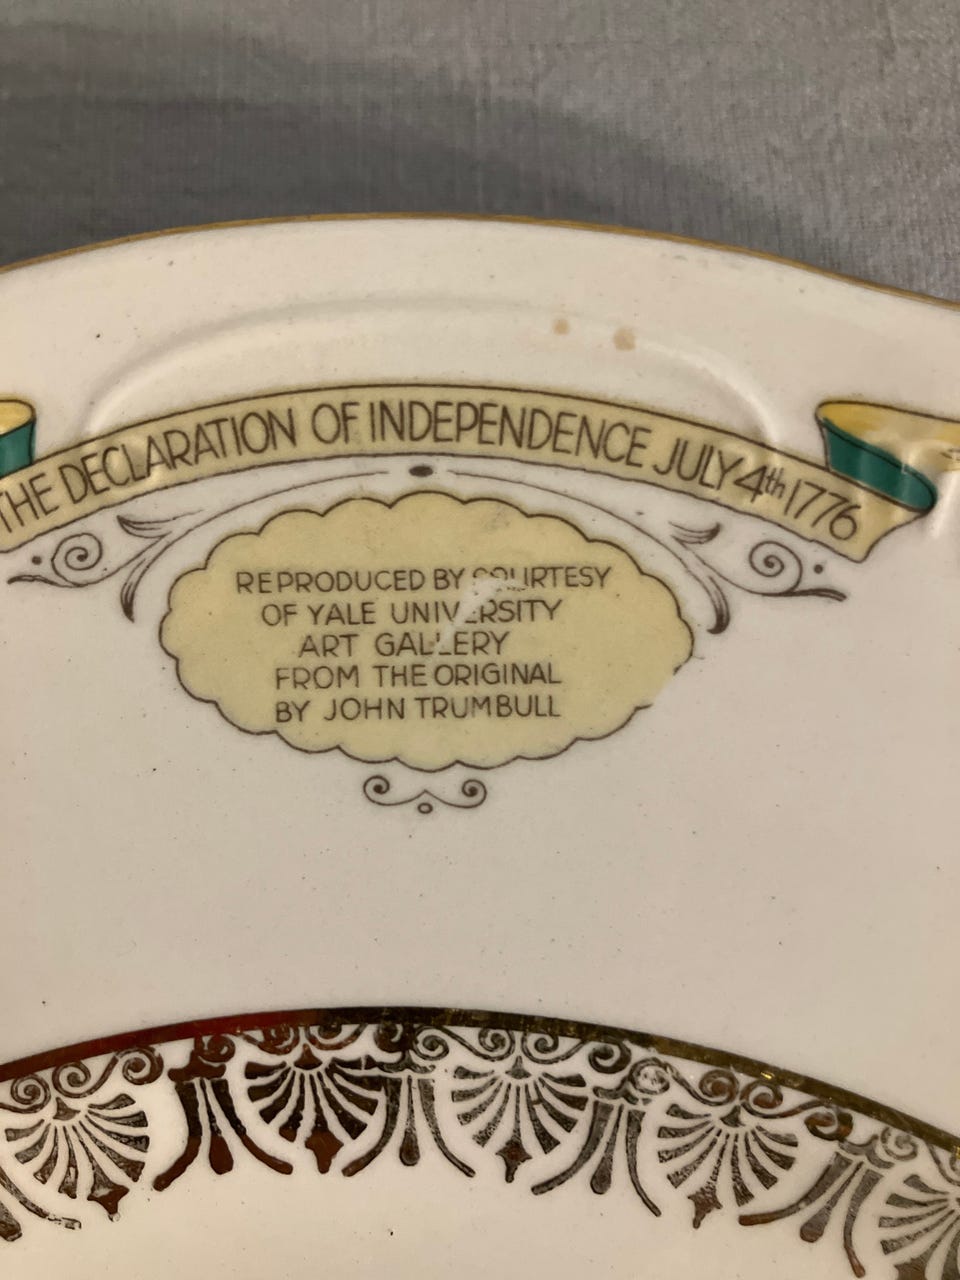 THE DECLARATION OF INDEPENDENCE JULY 4th 1776
REPRODUCED BY COURTESY
OF YALE UNIVERSITY
ART GALLERY
FROM THE ORIGINAL
BY JOHN TRUMBULL